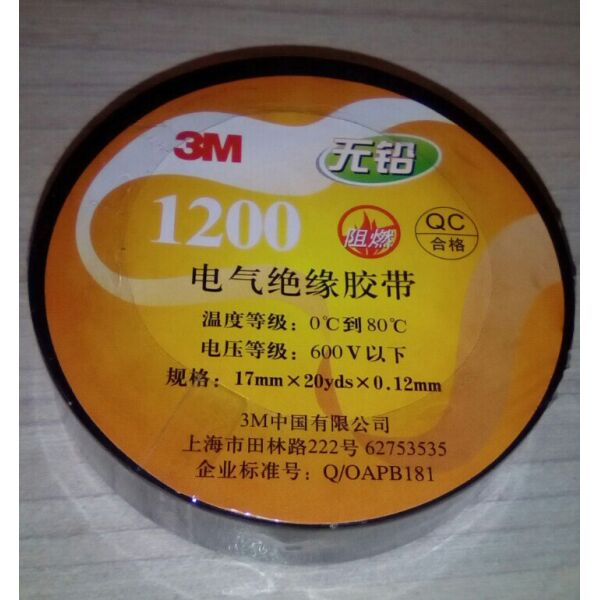 3M 无铅
1200 阻燃 QC 合格
电气绝缘胶带
温度等级：0℃到80℃
电压等级：600V以下
规格：17mm×20yds×0.12mm
3M中国有限公司
上海市田林路222号 62753535
企业标准号：Q/OAPB181